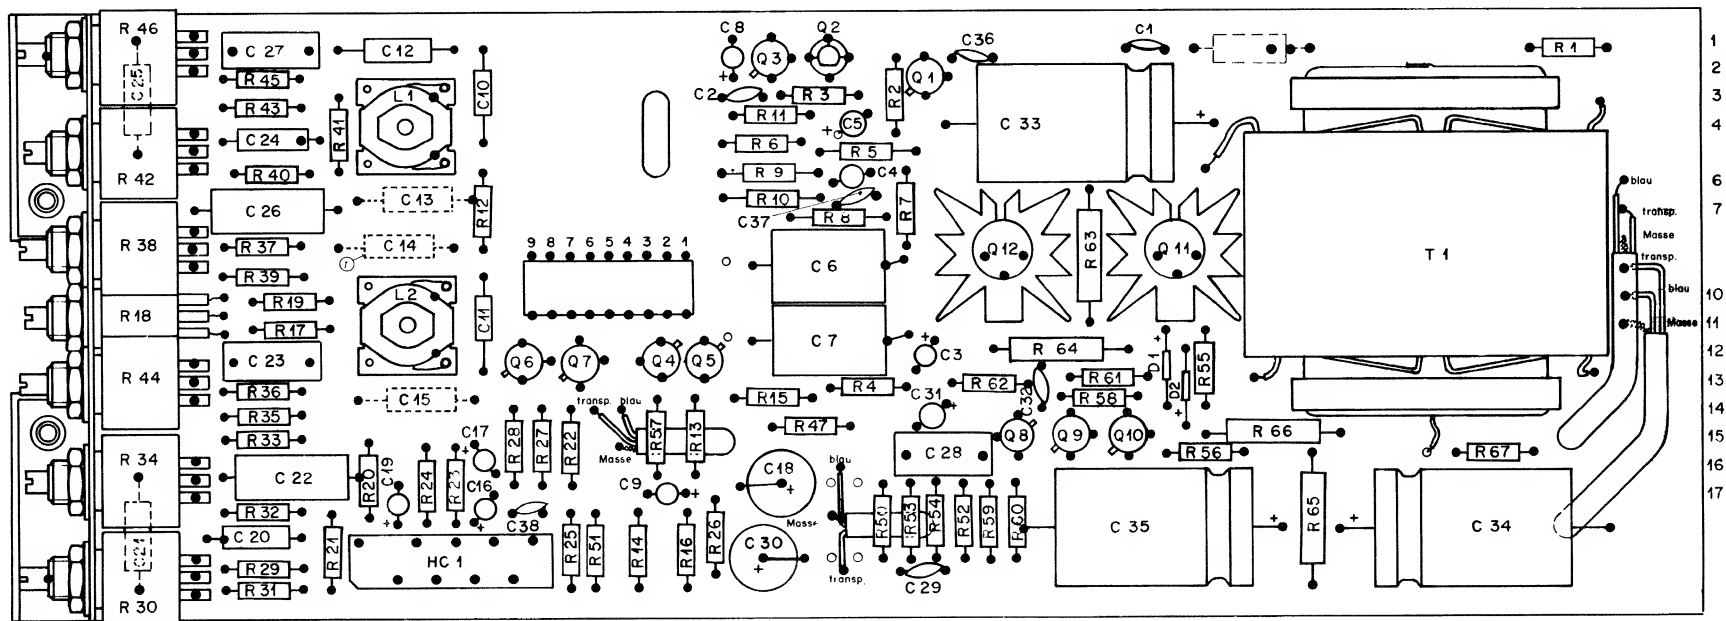 R 46
C 27
C 12
C 8
Q 2
Q 3
C 36
C 1
R 1
1
R 45
C 25
L 1
C 10
Q 1
R 2
2
R 43
C 2
R 3
3
R 41
R 11
C 5
C 33
4
C 24
R 6
R 5
R 42
R 40
R 9
C 4
blau
6
C 26
C 13
R 12
R 10
C 37
R 8
R 7
transp.
7
R 38
R 37
C 14
9 8 7 6 5 4 3 2 1
Q 12
R 63
Q 11
T 1
Masse
transp.
R 39
C 6
blau
10
R 19
L 2
R 18
R 17
C 11
C 7
Masse
11
C 23
Q 6
Q 7
Q 4
Q 5
C 3
R 64
D1
D2
R 55
12
R 44
R 36
R 4
R 62
C 32
R 61
13
C 15
R 15
R 58
R 35
transp.
blau
C 31
14
R 33
C 17
R 28
R 27
R 22
R 57
R 13
R 47
Q 8
Q 9
Q 10
R 66
15
R 34
Masse
C 28
R 56
R 67
C 22
R 20
C 19
R 24
R 23
C 16
C 9
C 18
blau
16
17
R 32
C 38
R 26
Masse
R 50
R 53
R 54
R 52
R 59
R 60
C 35
R 65
C 34
C 20
R 21
HC 1
R 25
R 51
R 14
R 16
C 30
C 21
R 29
transp.
R 31
C 29
R 30